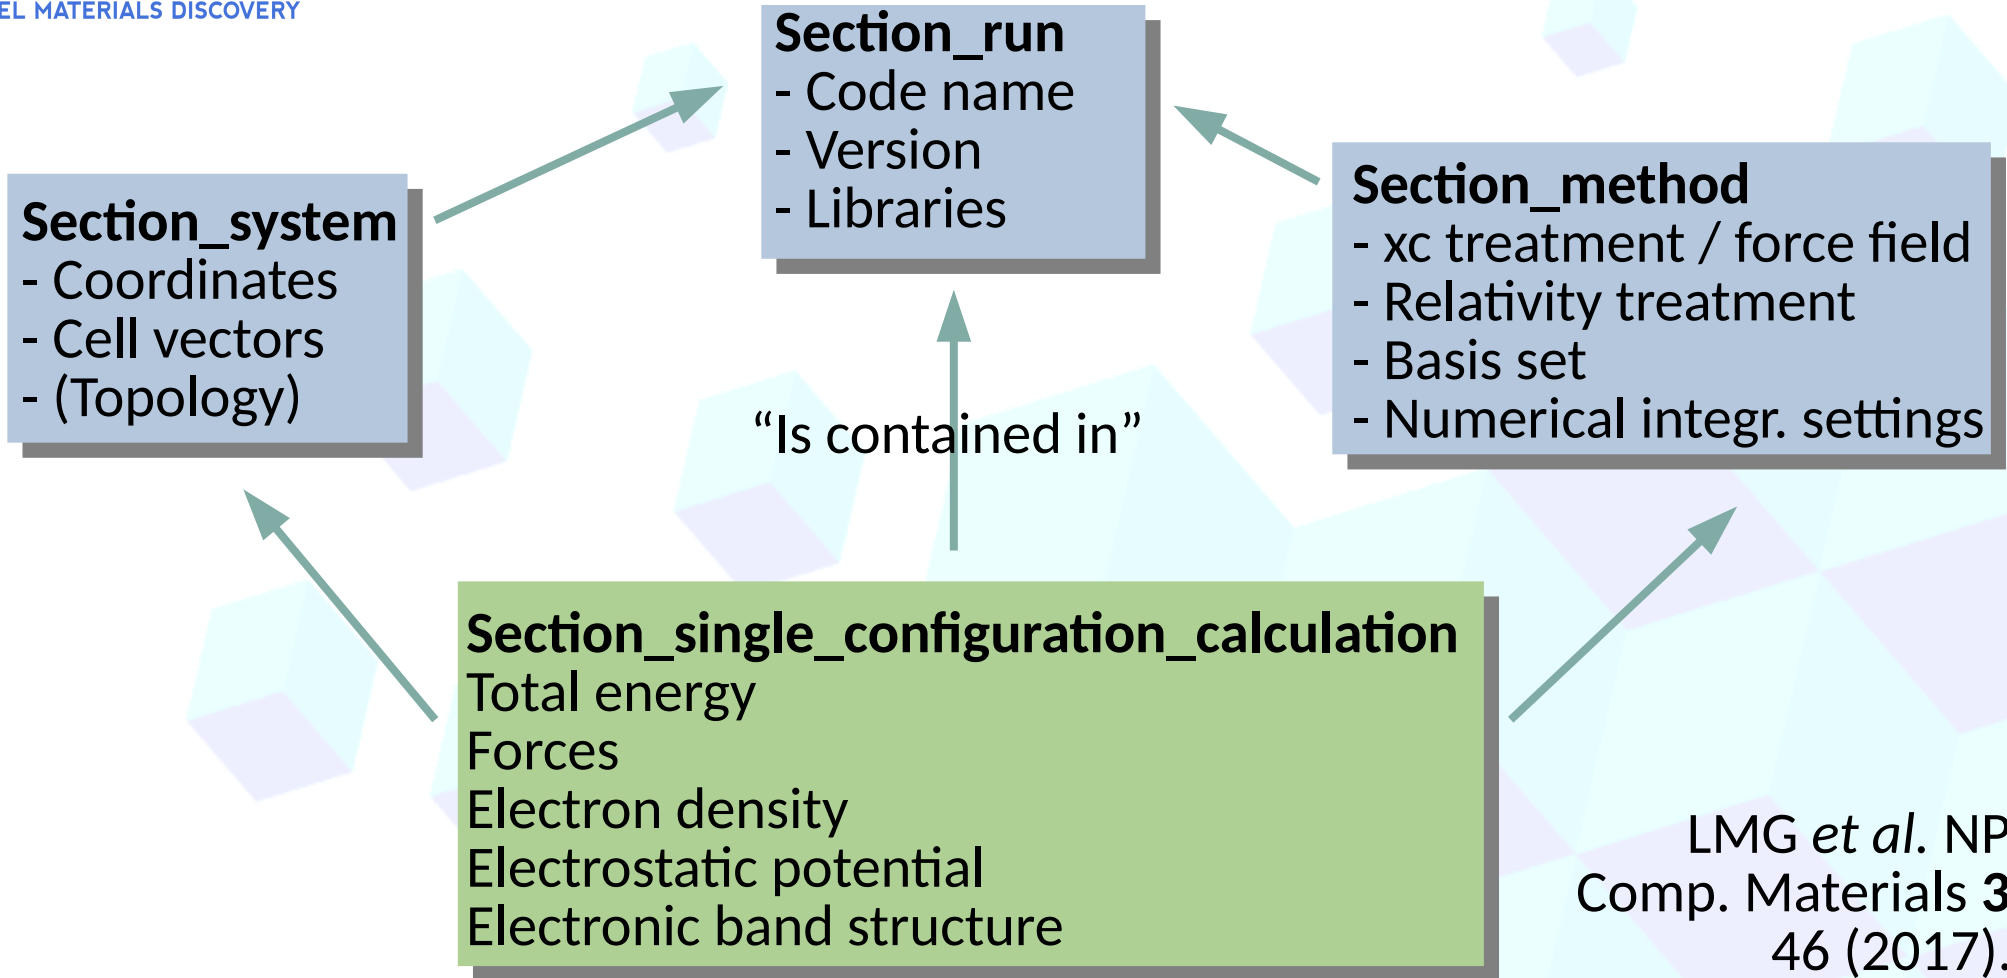 MATERIALS DISCOVERY
Section_run
- Code name
- Version
- Libraries
Section_system
- Coordinates
- Cell vectors
- (Topology)
Section_method
- xc treatment / force field
- Relativity treatment
- Basis set
- Numerical integr. settings
“Is contained in”
Section_single_configuration_calculation
Total energy
Forces
Electron density
Electrostatic potential
Electronic band structure
LMG et al. NP
Comp. Materials 3
46 (2017).